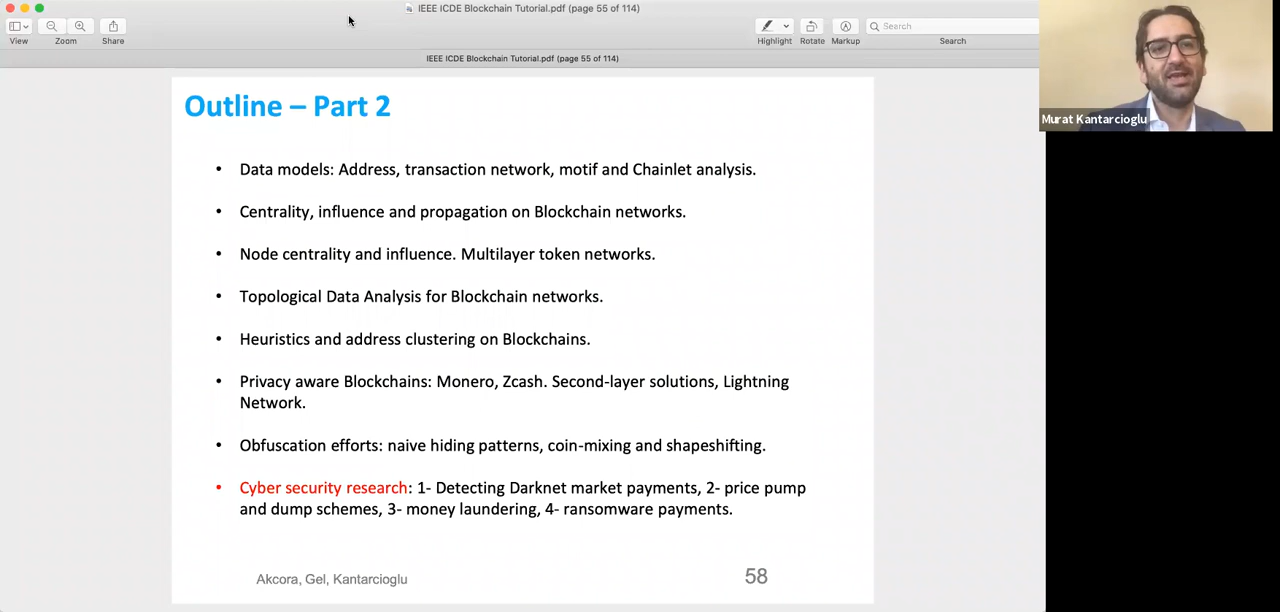 IEEE ICDE Blockchain Tutorial.pdf (page 55 of 114)
View
Zoom
Share
Highlight
Rotate
Markup
Search
Search
IEEE ICDE Blockchain Tutorial.pdf (page 55 of 114)
Murat Kantarcioglu
Outline – Part 2
• Data models: Address, transaction network, motif and Chainlet analysis.
• Centrality, influence and propagation on Blockchain networks.
• Node centrality and influence. Multilayer token networks.
• Topological Data Analysis for Blockchain networks.
• Heuristics and address clustering on Blockchains.
• Privacy aware Blockchains: Monero, Zcash. Second-layer solutions, Lightning
Network.
• Obfuscation efforts: naive hiding patterns, coin-mixing and shapeshifting.
• Cyber security research: 1- Detecting Darknet market payments, 2- price pump
and dump schemes, 3- money laundering, 4- ransomware payments.
Akcora, Gel, Kantarcioglu
58